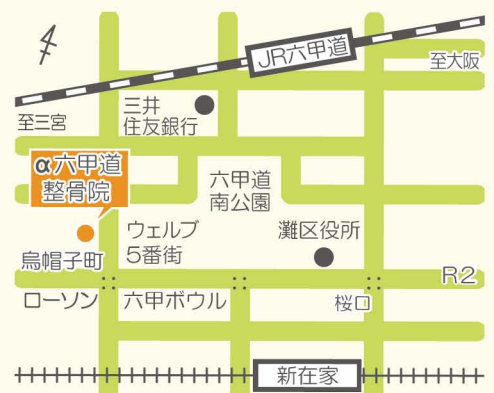 JR六甲道
至大阪
三井
住友銀行
至三宮
α六甲道
整骨院
六甲道
南公園
ウェルブ
5番街
灘区役所
烏帽子町
R2
ローソン
六甲ボウル
桜口
新在家